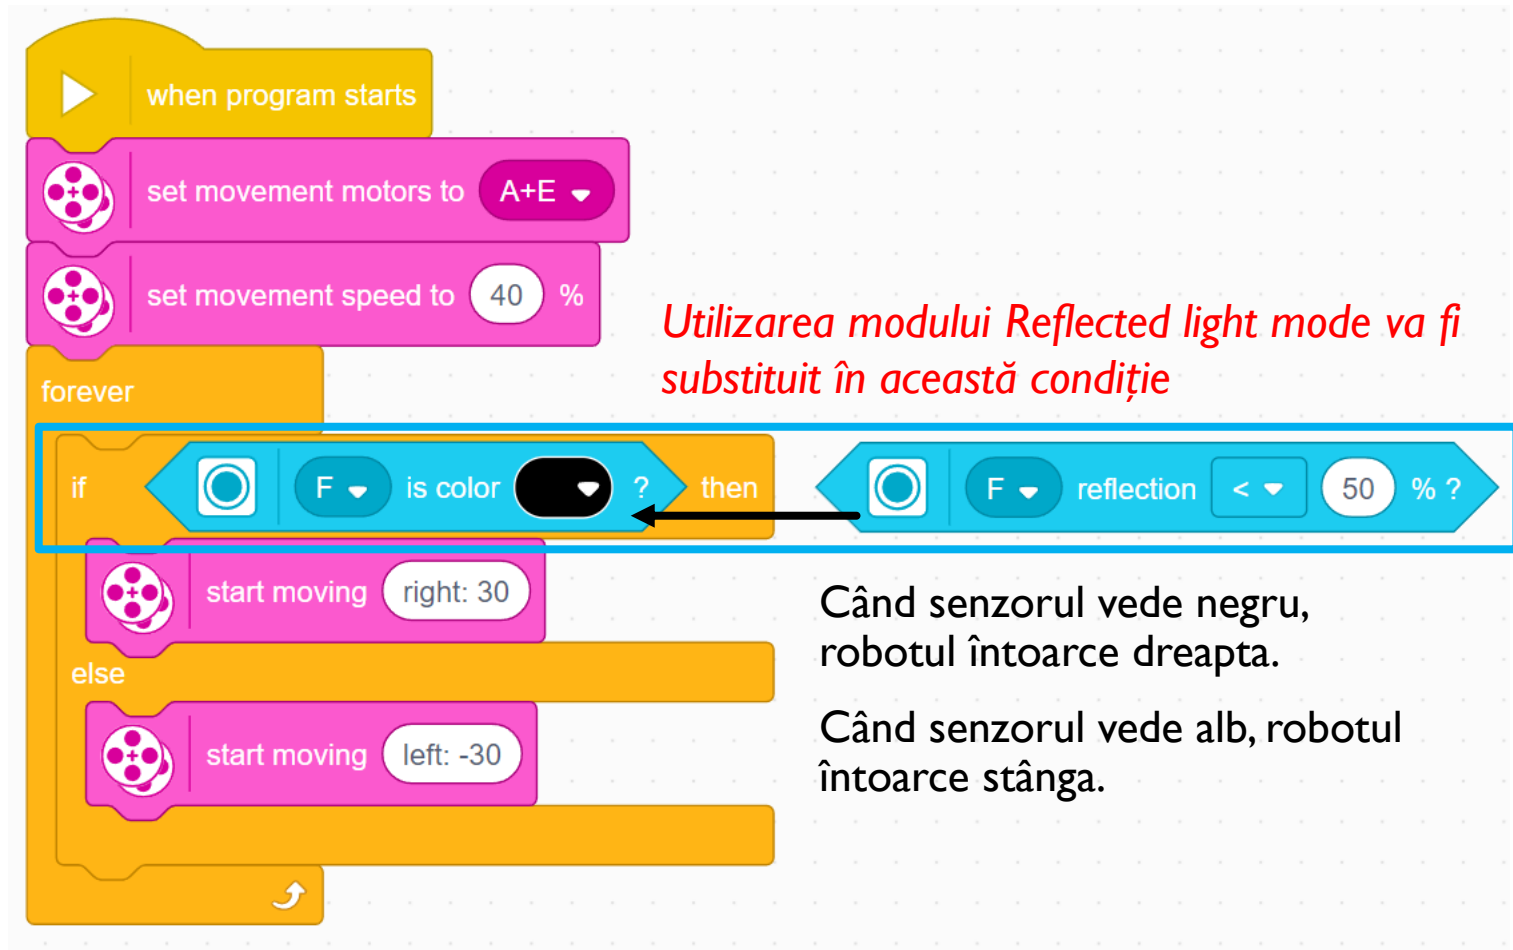 when program starts
set movement motors to A+E
set movement speed to 40 %
Utilizarea modului Reflected light mode va fi
substituit în această condiție
forever
if F is color ? then
F reflection < 50 % ?
start moving right: 30
Când senzorul vede negru,
robotul întoarce dreapta.
else
Când senzorul vede alb, robotul
întoarce stânga.
start moving left: -30